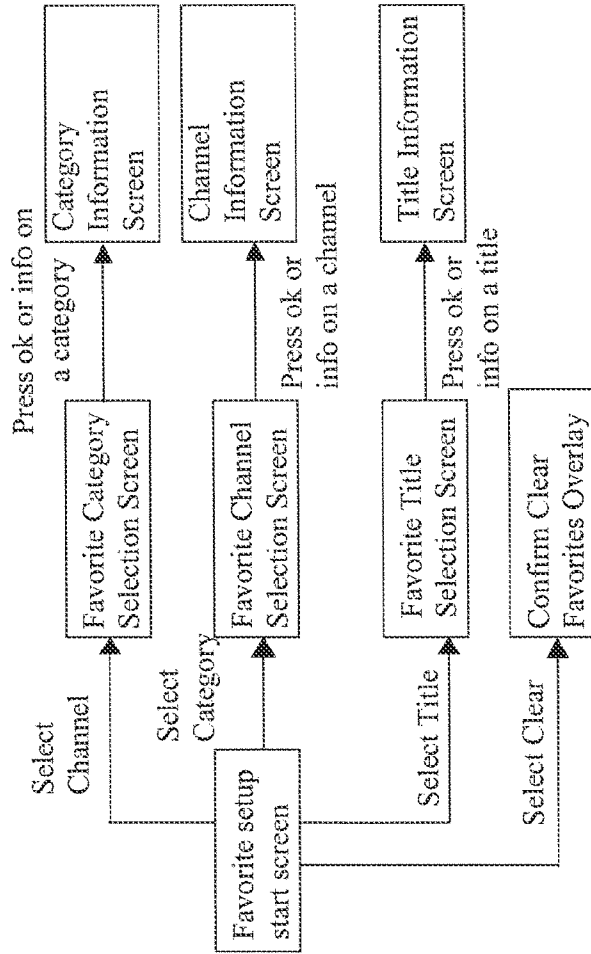 Favorite setup
start screen
Select
Channel
Favorite Category
Selection Screen
Press ok or info on
a category
Category
Information
Screen
Select
Category
Favorite Channel
Selection Screen
Press ok or
info on a channel
Channel
Information
Screen
Select Title
Favorite Title
Selection Screen
Press ok or
info on a title
Title Information
Screen
Select Clear
Confirm Clear
Favorites Overlay